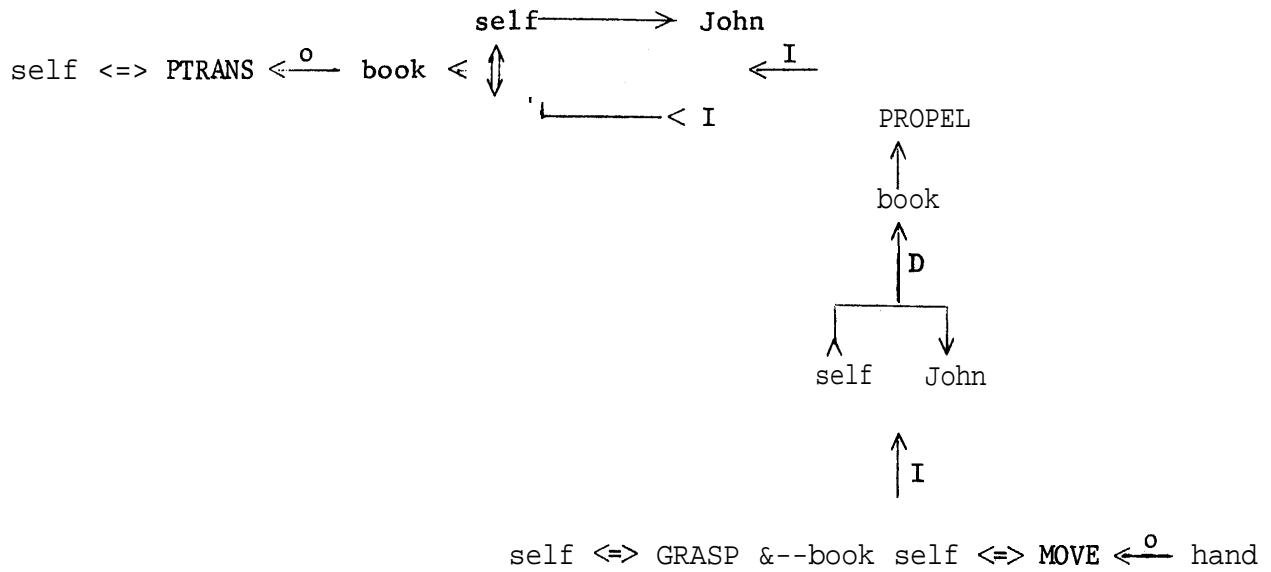 self John
self <=> PTRANS o book < I
< I
PROPEL
book
D
self John
I
self <=> GRASP &--book self <=> MOVE o hand